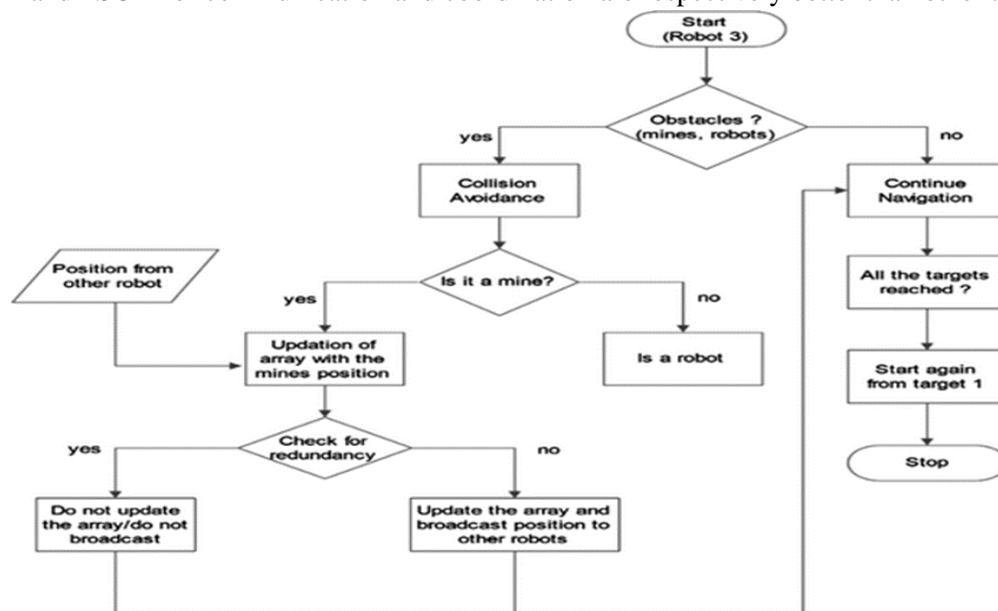 Start
(Robot 3)
Obstacles ?
(mines, robots)
yes
no
Collision
Avoidance
Continue
Navigation
Is it a mine?
Position from
other robot
yes
no
All the targets
reached ?
Updation of
array with the
mines position
Is a robot
Start again
from target 1
Check for
redundancy
yes
no
Stop
Do not update
the array/do not
broadcast
Update the array and
broadcast position to
other robots